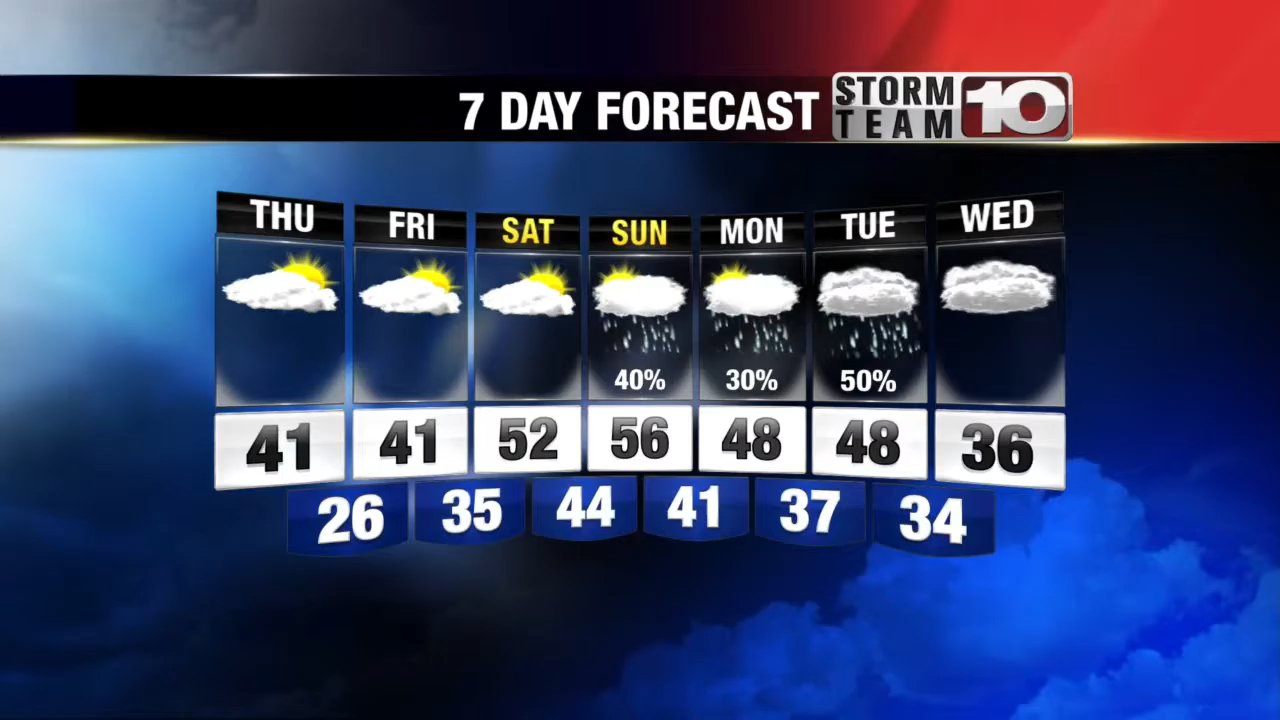 7 DAY FORECAST
STORM TEAM 10
THU FRI SAT SUN MON TUE WED
40% 30% 50%
41 41 52 56 48 48 36
26 35 44 41 37 34